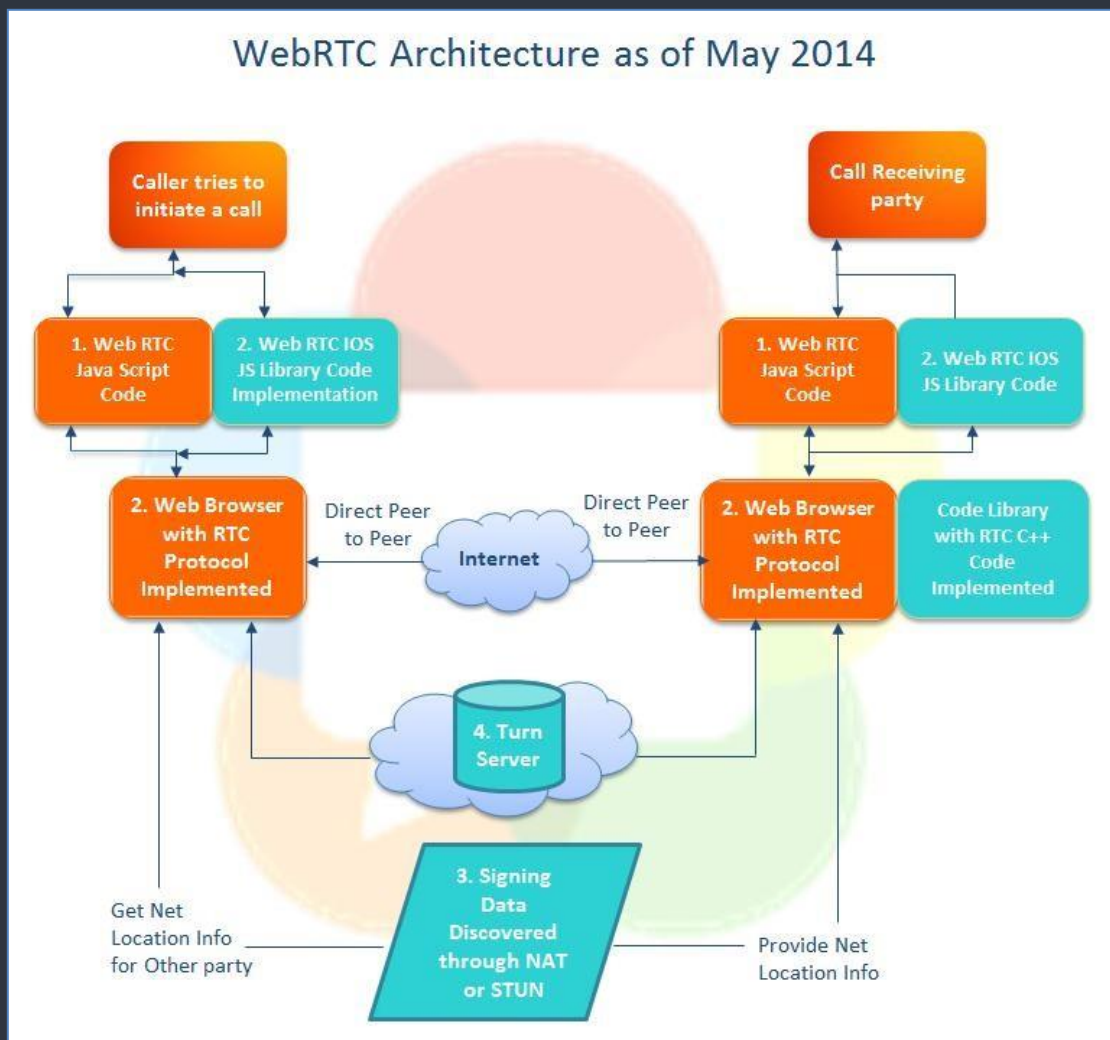 WebRTC Architecture as of May 2014
Caller tries to
initiate a call
Call Receiving
party
1. Web RTC
Java Script
Code
2. Web RTC IOS
JS Library Code
Implementation
1. Web RTC
Java Script
Code
2. Web RTC IOS
JS Library Code
2. Web Browser
with RTC
Protocol
Implemented
Direct Peer
to Peer
Internet
Direct Peer
to Peer
2. Web Browser
with RTC
Protocol
Implemented
Code Library
with RTC C++
Code
Implemented
4. Turn
Server
3. Signing
Data
Discovered
through NAT
or STUN
Get Net
Location Info
for Other party
Provide Net
Location Info